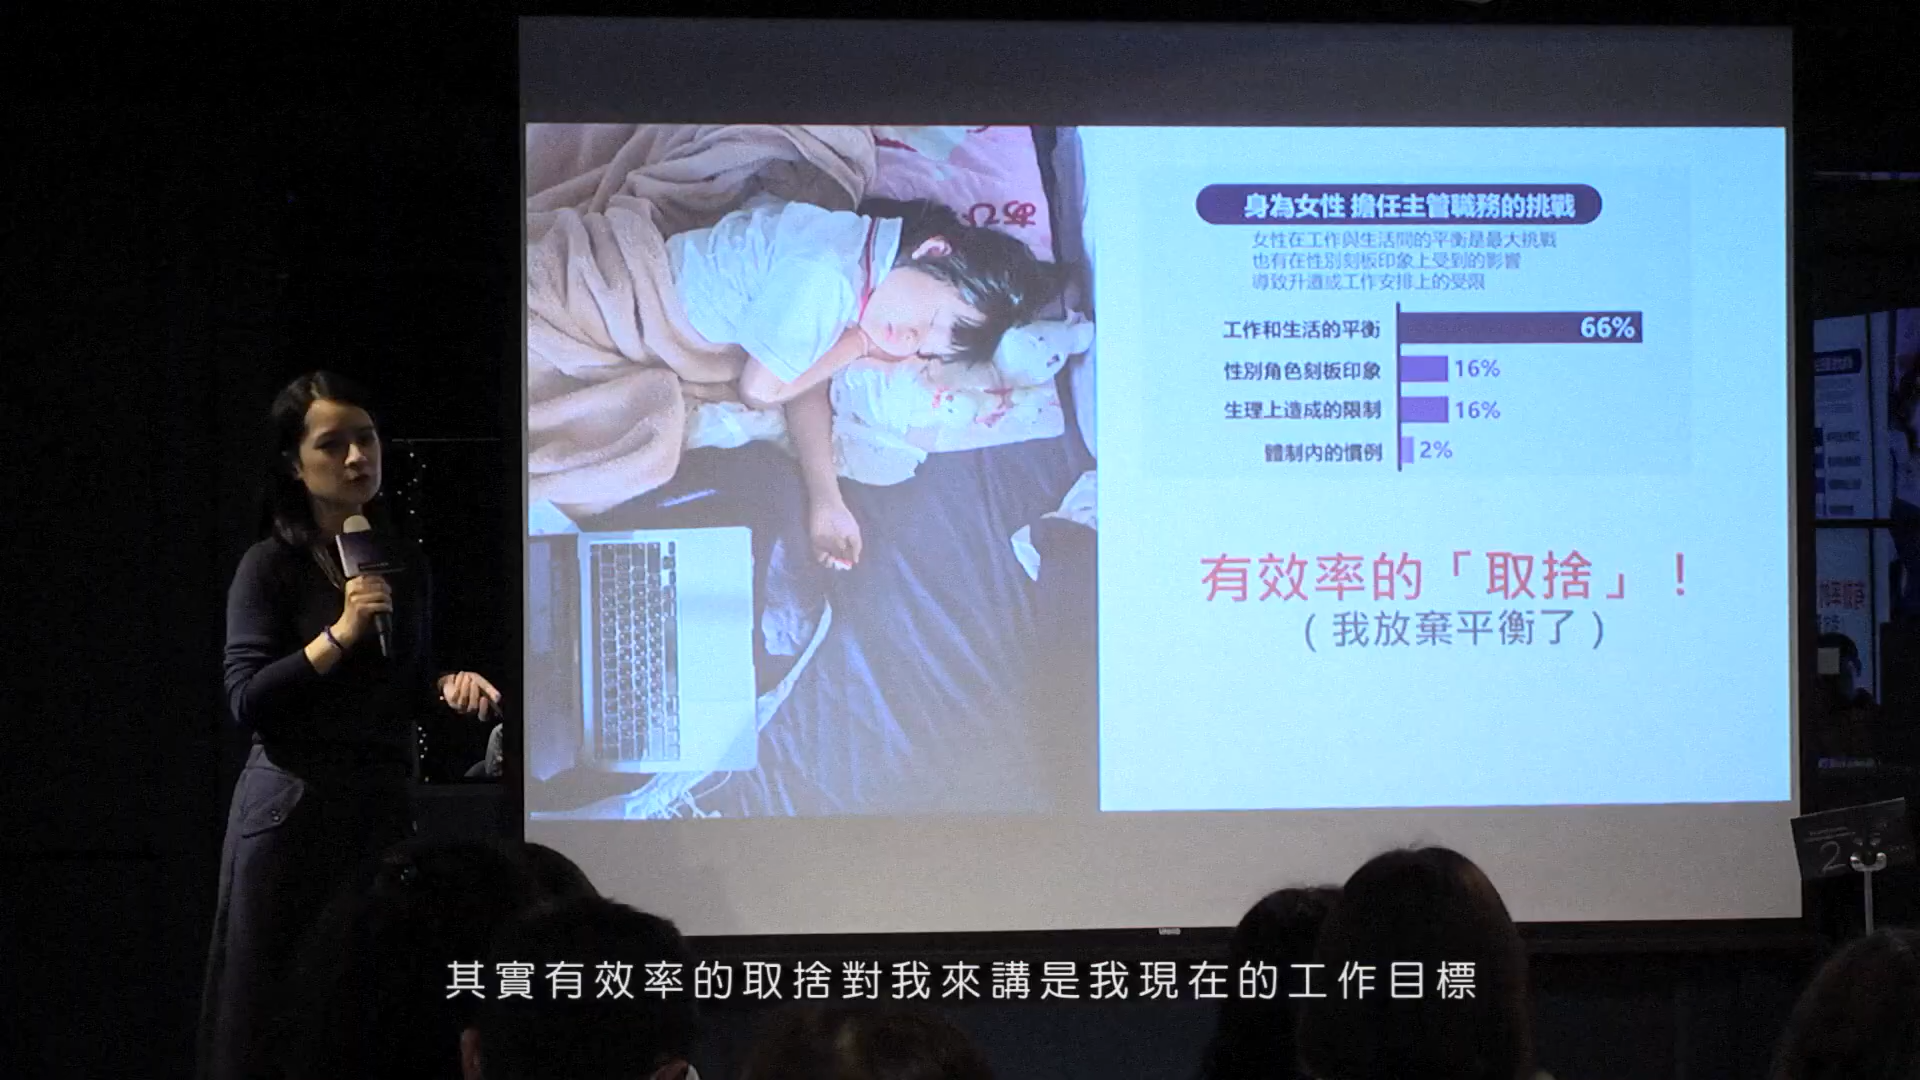 身為女性 擔任主管職務的挑戰
女性在工作與生活間的平衡是最大挑戰
也有在性別刻板印象上受到的影響
導致升遷或工作安排上的受限
工作和生活的平衡 66%
性別角色刻板印象 16%
生理上造成的限制 16%
體制內的慣例 2%
有效率的「取捨」！
（我放棄平衡了）
あひ
2
其實有效率的取捨對我來講是我現在的工作目標